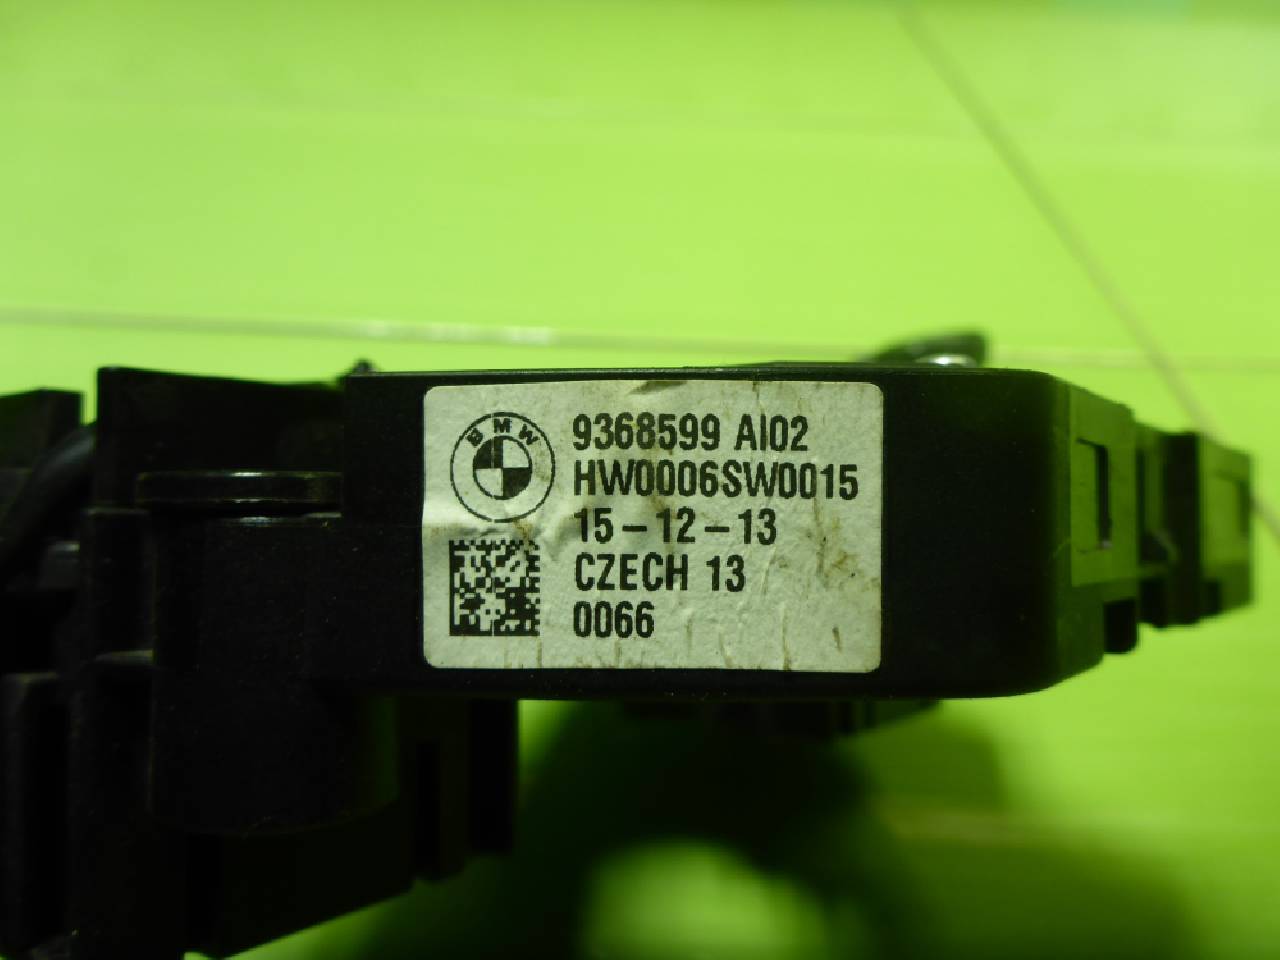 BMW
9368599 AI02
HW0006SW0015
15-12-13
CZECH 13
0066